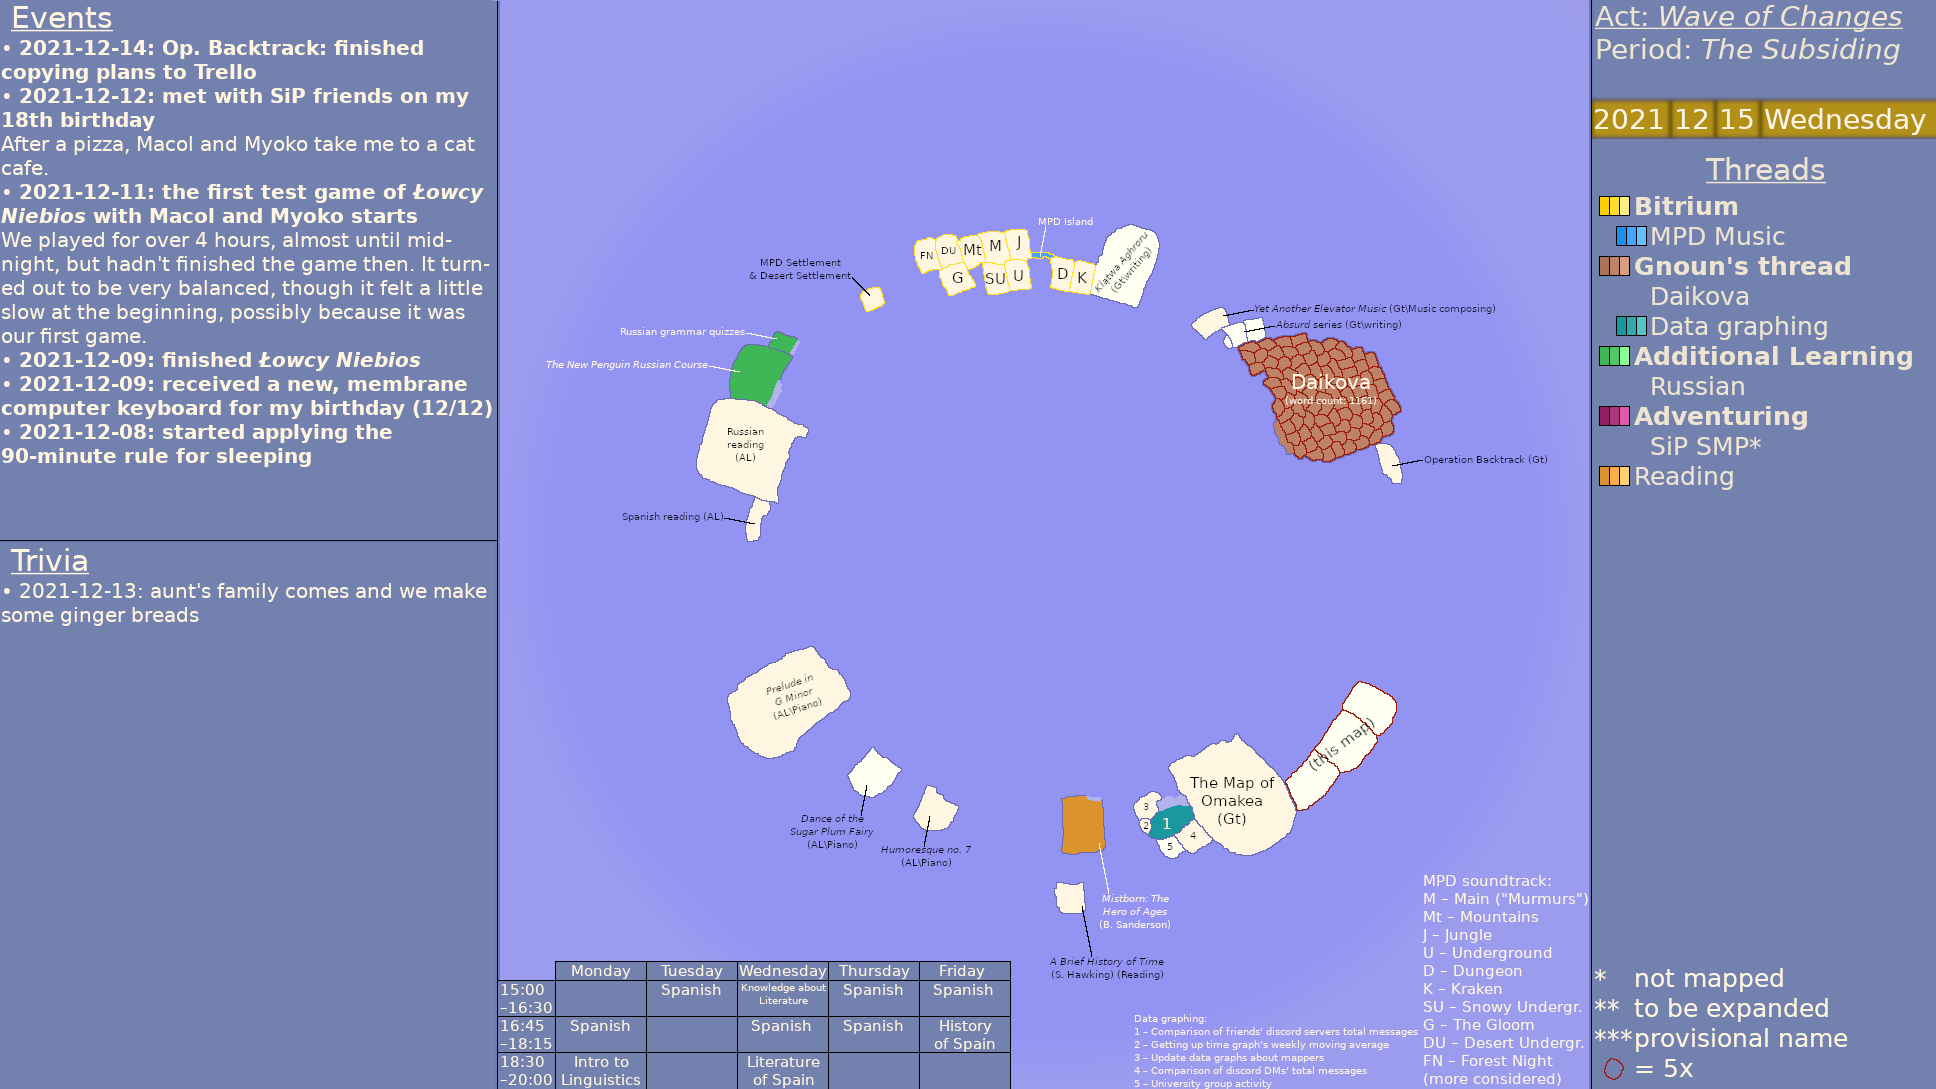 Events
• 2021-12-14: Op. Backtrack: finished
copying plans to Trello
• 2021-12-12: met with SiP friends on my
18th birthday
After a pizza, Macol and Myoko take me to a cat
cafe.
• 2021-12-11: the first test game of Łowcy
Niebios with Macol and Myoko starts
We played for over 4 hours, almost until mid-
night, but hadn't finished the game then. It turn-
ed out to be very balanced, though it felt a little
slow at the beginning, possibly because it was
our first game.
• 2021-12-09: finished Łowcy Niebios
• 2021-12-09: received a new, membrane
computer keyboard for my birthday (12/12)
• 2021-12-08: started applying the
90-minute rule for sleeping
Trivia
• 2021-12-13: aunt's family comes and we make
some ginger breads
MPD Island
FN
DU
Mt
M
J
G
SU
U
D
K
Klątwa Aghroru
(Gt\writing)
MPD Settlement
& Desert Settlement
Russian grammar quizzes
The New Penguin Russian Course
Russian
reading
(AL)
Spanish reading (AL)
Yet Another Elevator Music (Gt\Music composing)
Absurd series (Gt\writing)
Daikova
(word count: 1161)
Operation Backtrack (Gt)
Prelude in
G Minor
(AL\Piano)
Dance of the
Sugar Plum Fairy
(AL\Piano)
Humoresque no. 7
(AL\Piano)
(this map)
The Map of
Omakea
(Gt)
3
2
1
4
5
Mistborn: The
Hero of Ages
(B. Sanderson)
A Brief History of Time
(S. Hawking) (Reading)
Monday Tuesday Wednesday Thursday Friday
15:00
–16:30
Spanish
Knowledge about
Literature
Spanish
Spanish
16:45
–18:15
Spanish
Spanish
Spanish
History
of Spain
18:30
–20:00
Intro to
Linguistics
Literature
of Spain
Data graphing:
1 – Comparison of friends' discord servers total messages
2 – Getting up time graph's weekly moving average
3 – Update data graphs about mappers
4 – Comparison of discord DMs' total messages
5 – University group activity
MPD soundtrack:
M – Main ("Murmurs")
Mt – Mountains
J – Jungle
U – Underground
D – Dungeon
K – Kraken
SU – Snowy Undergr.
G – The Gloom
DU – Desert Undergr.
FN – Forest Night
(more considered)
Act: Wave of Changes
Period: The Subsiding
2021 12 15 Wednesday
Threads
Bitrium
MPD Music
Gnoun's thread
Daikova
Data graphing
Additional Learning
Russian
Adventuring
SiP SMP*
Reading
* not mapped
** to be expanded
*** provisional name
= 5x